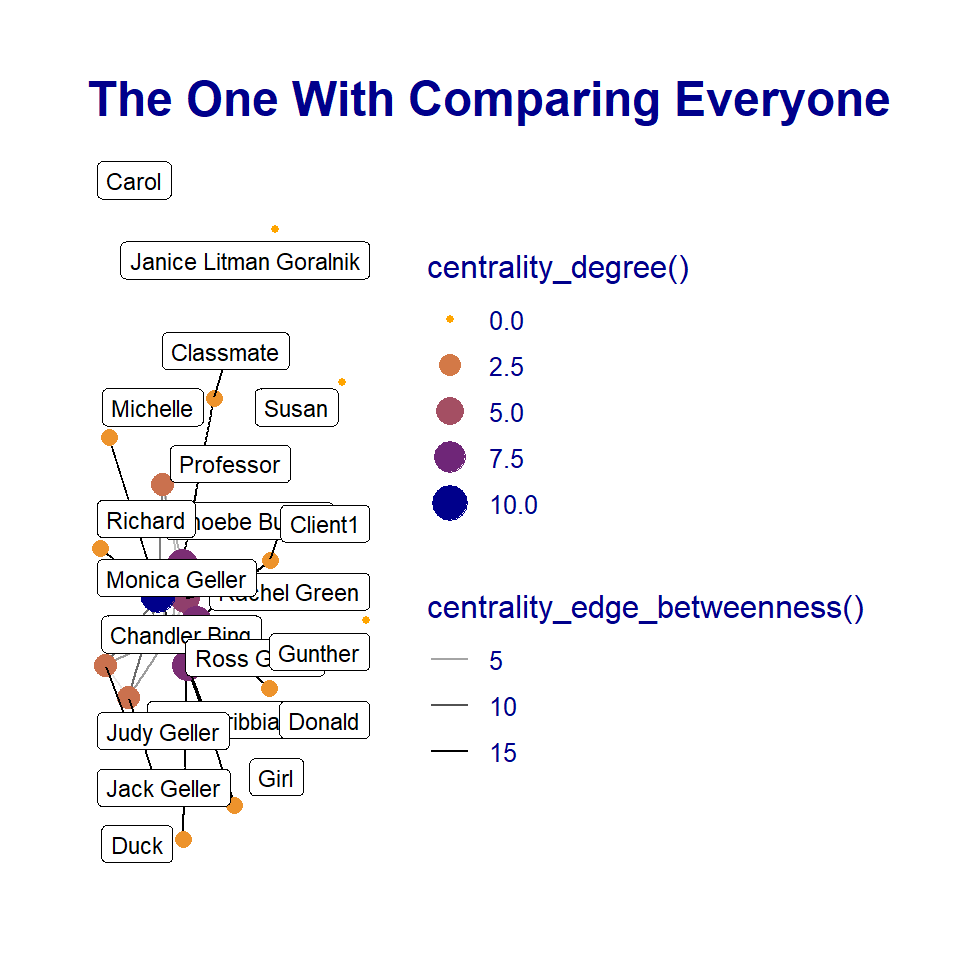 The One With Comparing Everyone
Carol
Janice Litman Goralnik
Classmate
Michelle
Susan
Professor
Richard
hoebe Bu
Client1
Monica Geller
hel Green
Chandler Bing
Ross G
Gunther
ribbia
Donald
Judy Geller
Girl
Jack Geller
Duck
centrality_degree()
0.0
2.5
5.0
7.5
10.0
centrality_edge_betweenness()
5
10
15